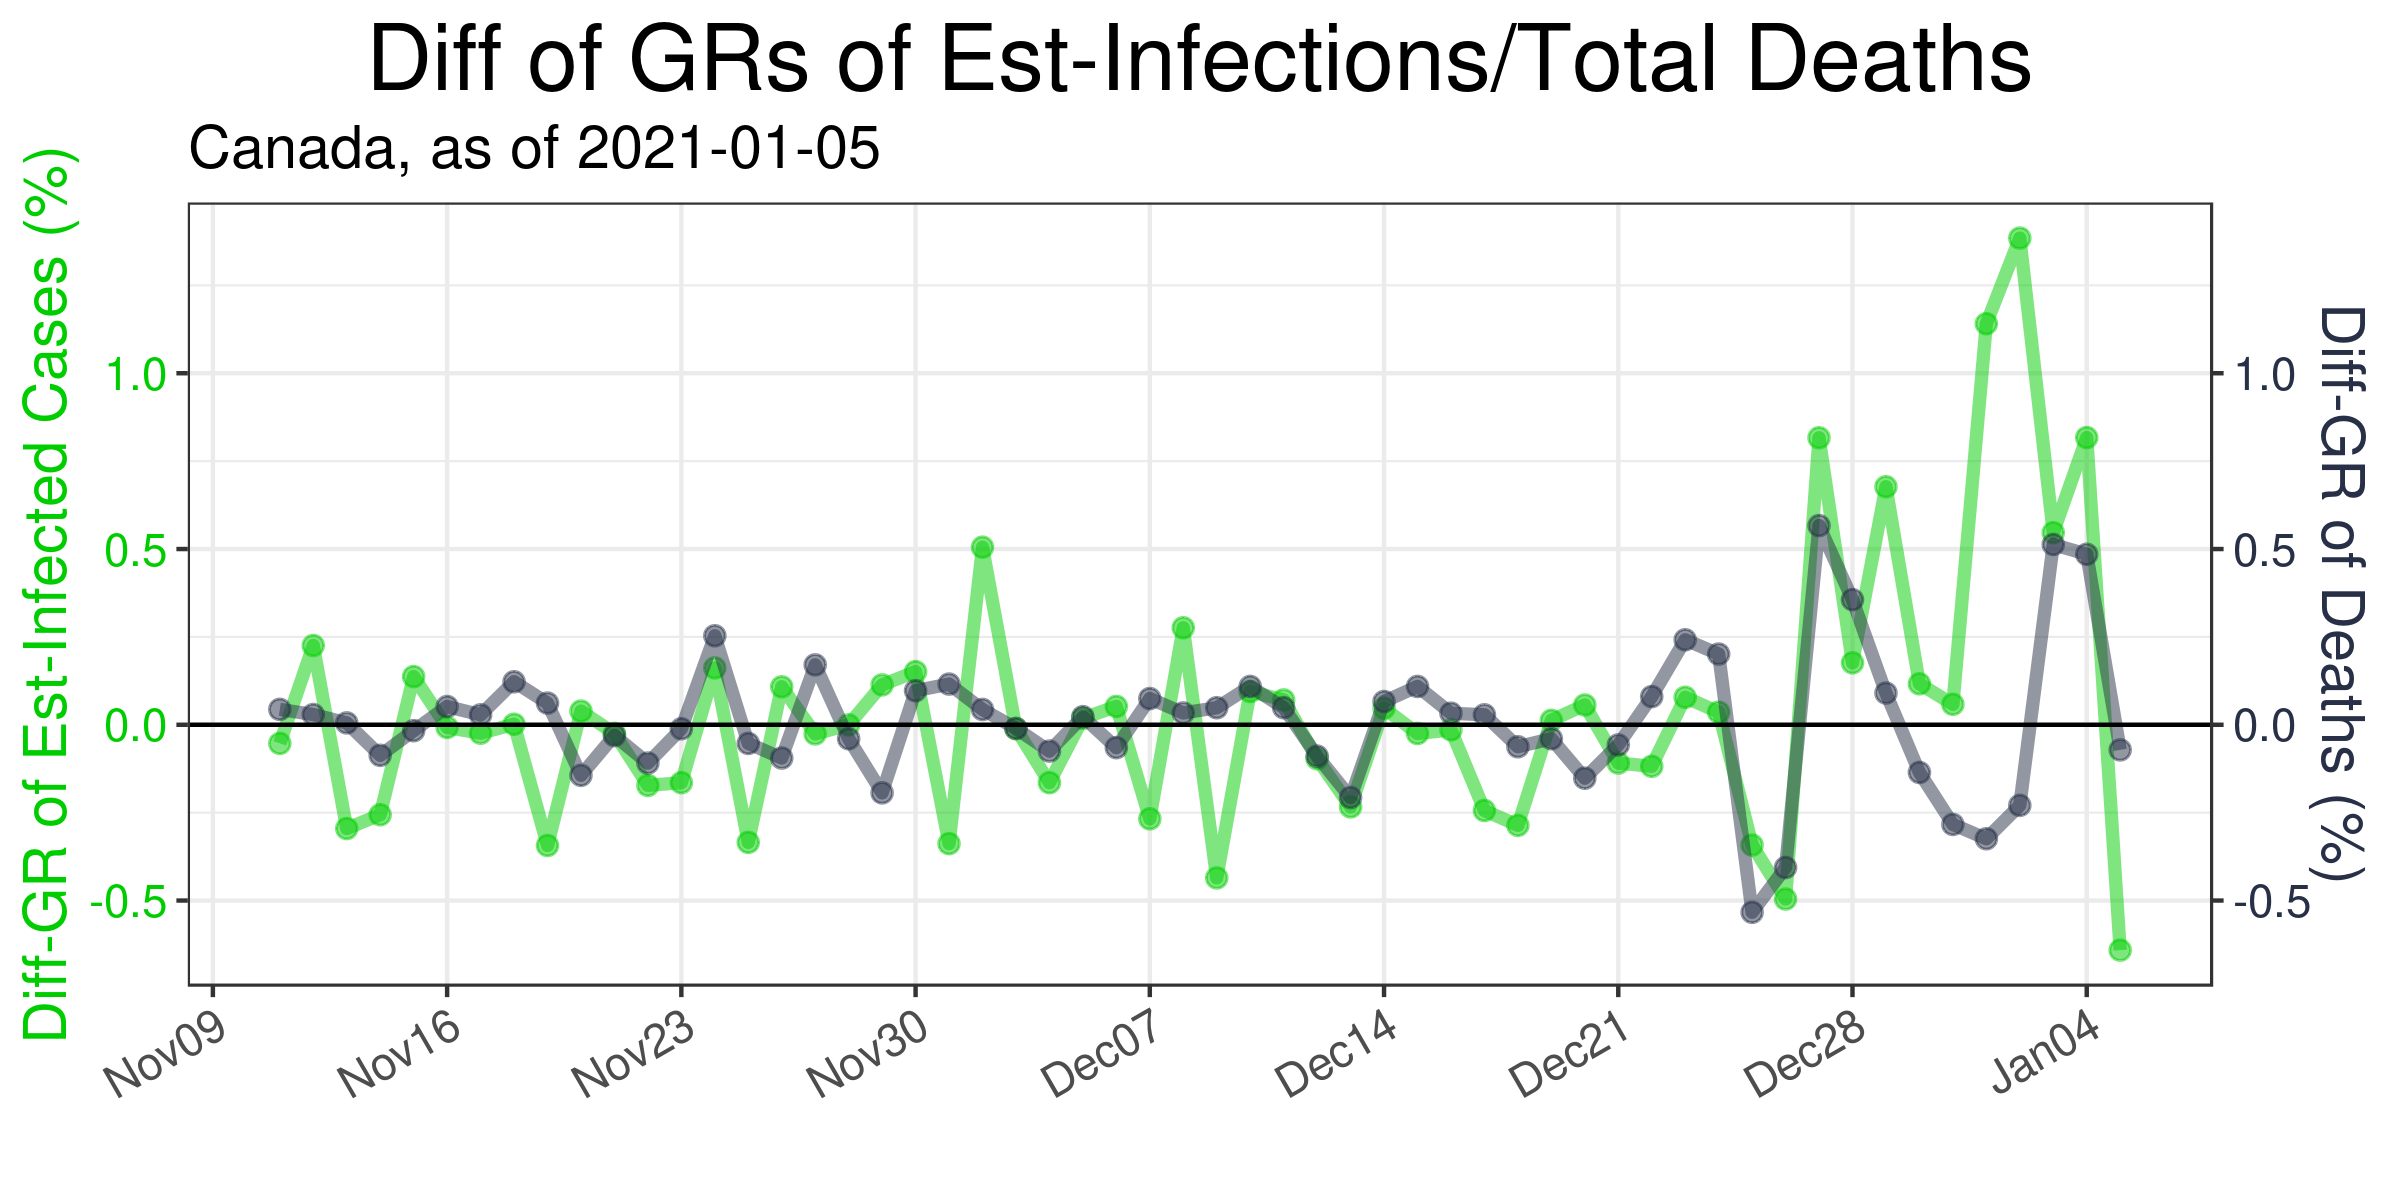 Diff of GRs of Est-Infections/Total Deaths
Canada, as of 2021-01-05
Diff-GR of Est-Infected Cases (%)
1.0
0.5
0.0
-0.5
1.0
0.5
0.0
-0.5
Diff-GR of Deaths (%)
Nov09
Nov16
Nov23
Nov30
Dec07
Dec14
Dec21
Dec28
Jan04